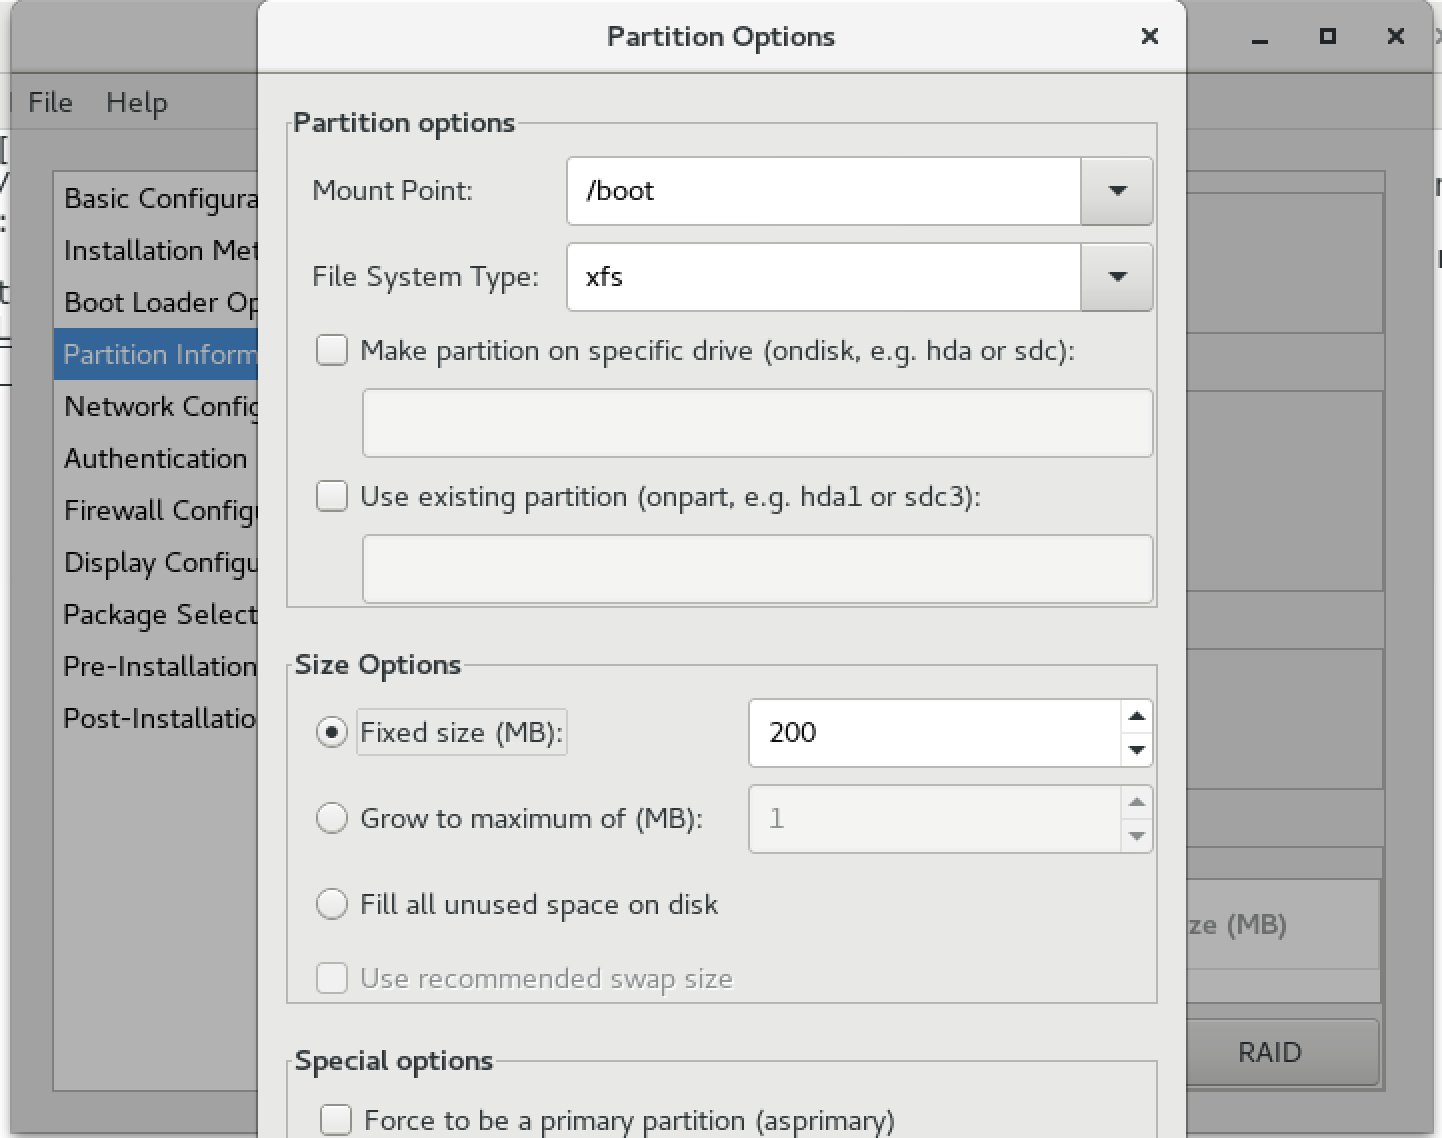 Partition Options
File Help
Basic Configura
Installation Met
Boot Loader Op
Partition Inform
Network Config
Authentication
Firewall Configu
Display Configu
Package Select
Pre-Installation
Post-Installatio
Partition options
Mount Point: /boot
File System Type: xfs
Make partition on specific drive (ondisk, e.g. hda or sdc):
Use existing partition (onpart, e.g. hda1 or sdc3):
Size Options
Fixed size (MB): 200
Grow to maximum of (MB): 1
Fill all unused space on disk
Use recommended swap size
Special options
Force to be a primary partition (asprimary)
ze (MB)
RAID